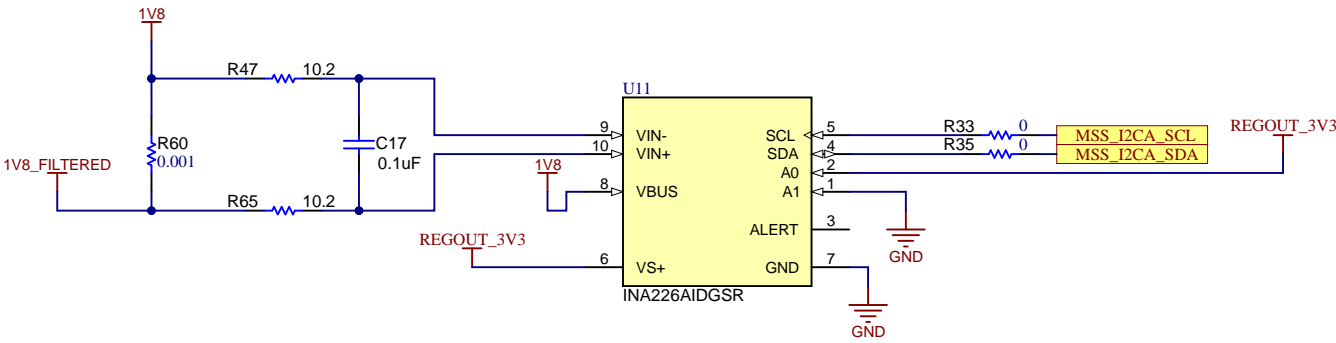 1V8
R47 10.2
U11
R60
0.001
C17
0.1uF
1V8_FILTERED
R65 10.2
9 VIN-
10 VIN+
1V8
8 VBUS
REGOUT_3V3
6 VS+
SCL 5
SDA 4
A0 2
A1 1
ALERT 3
GND 7
INA226AIDGSR
R33 0 MSS_I2CA_SCL
R35 0 MSS_I2CA_SDA
REGOUT_3V3
GND
GND